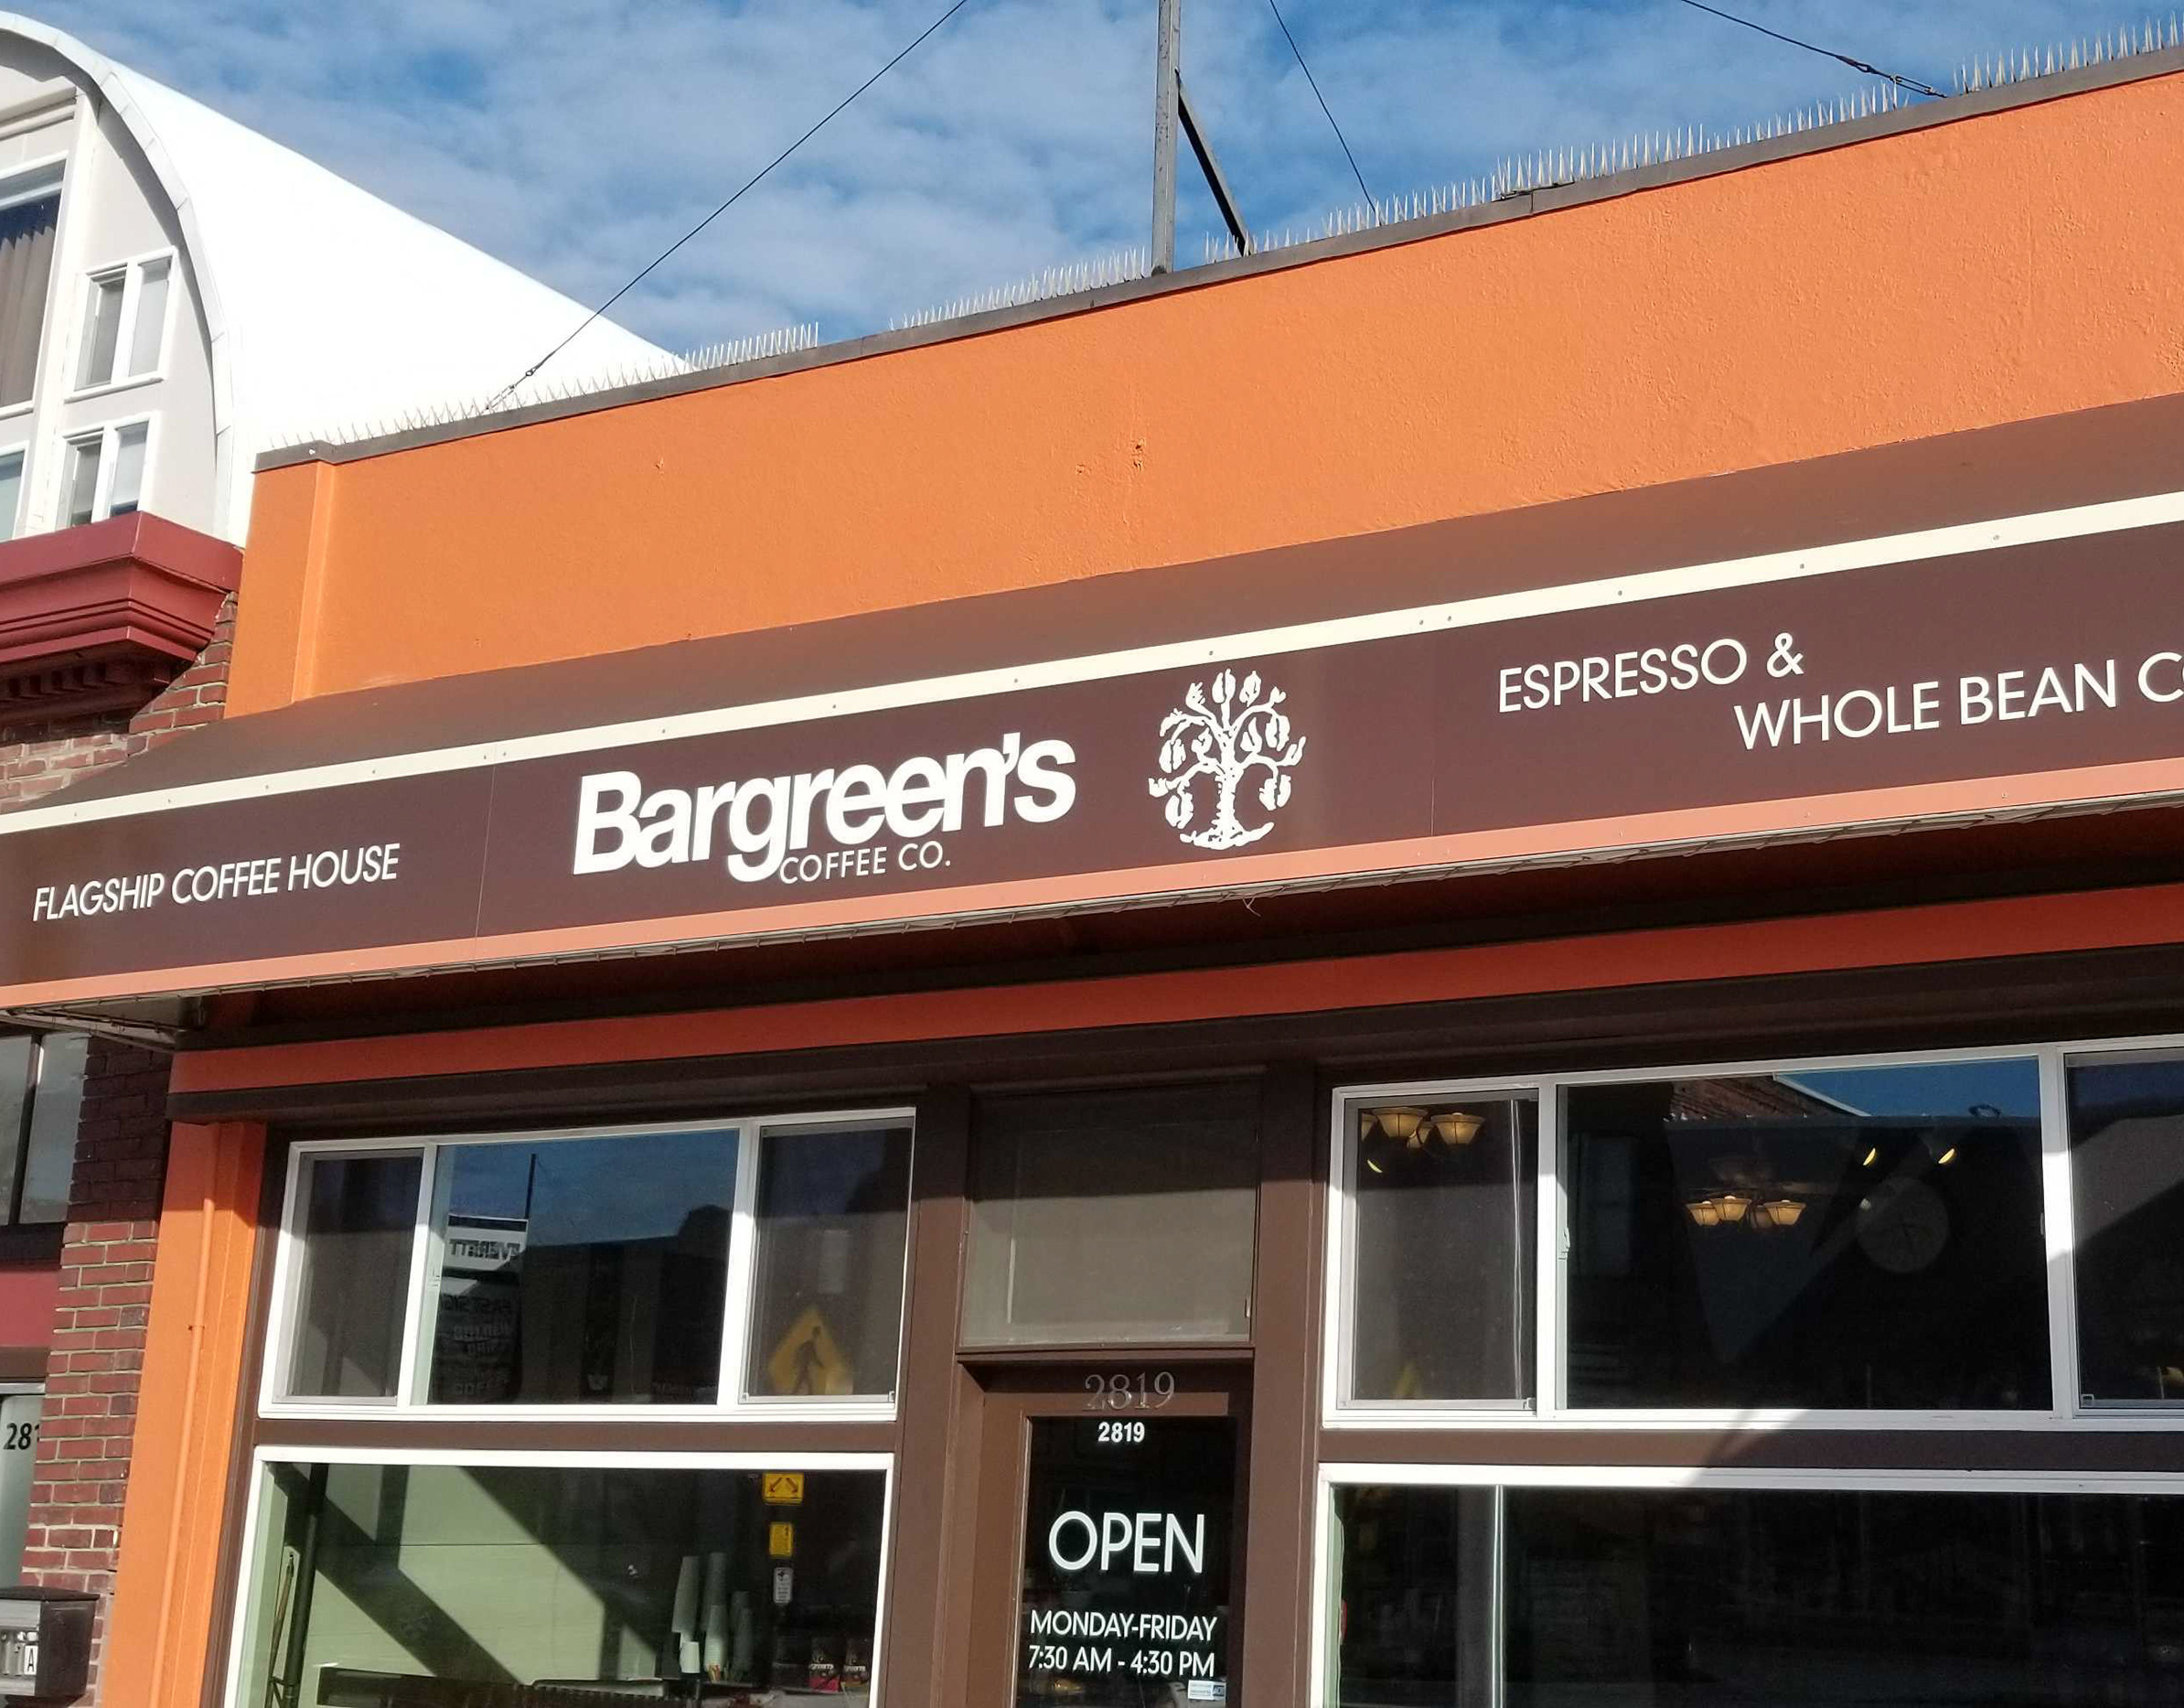 FLAGSHIP COFFEE HOUSE
Bargreen's
COFFEE CO.
ESPRESSO &
WHOLE BEAN
2819
2819
OPEN
MONDAY-FRIDAY
7:30 AM - 4:30 PM
A